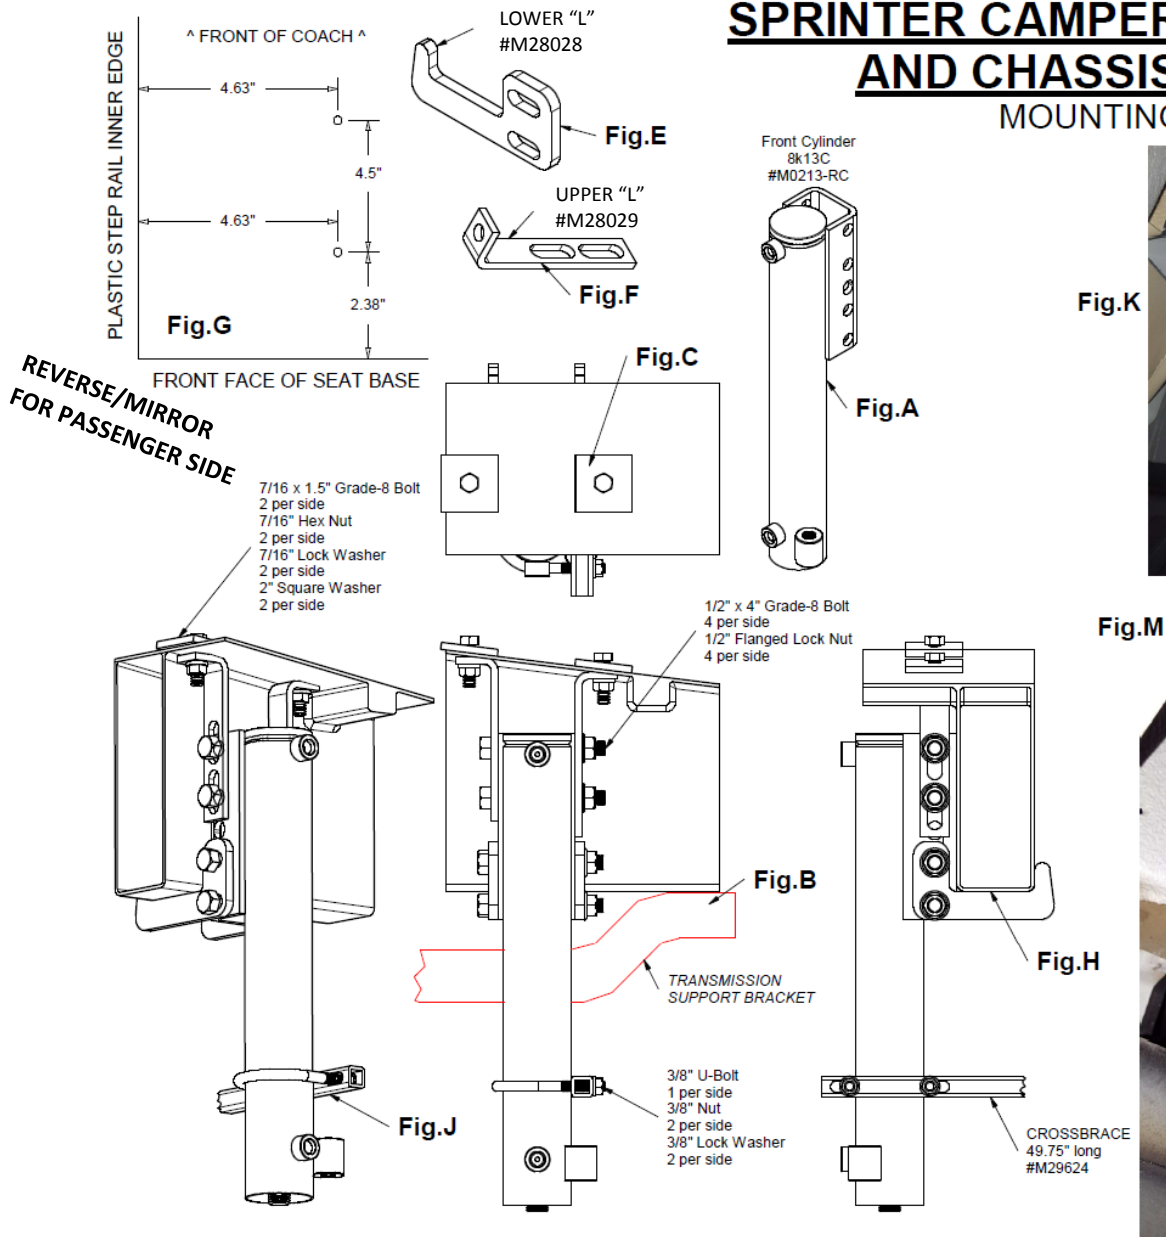 SPRINTER CAMPER
AND CHASSIS
MOUNTING
PLASTIC STEP RAIL INNER EDGE
^ FRONT OF COACH ^
4.63"
4.5"
4.63"
2.38"
Fig.G
FRONT FACE OF SEAT BASE
REVERSE/MIRROR
FOR PASSENGER SIDE
LOWER “L”
#M28028
Fig.E
UPPER “L”
#M28029
Fig.F
Front Cylinder
8k13C
#M0213-RC
Fig.A
Fig.K
Fig.C
7/16 x 1.5" Grade-8 Bolt
2 per side
7/16" Hex Nut
2 per side
7/16" Lock Washer
2 per side
2" Square Washer
2 per side
1/2" x 4" Grade-8 Bolt
4 per side
1/2" Flanged Lock Nut
4 per side
Fig.M
Fig.B
TRANSMISSION
SUPPORT BRACKET
Fig.H
3/8" U-Bolt
1 per side
3/8" Nut
2 per side
3/8" Lock Washer
2 per side
Fig.J
CROSSBRACE
49.75" long
#M29624